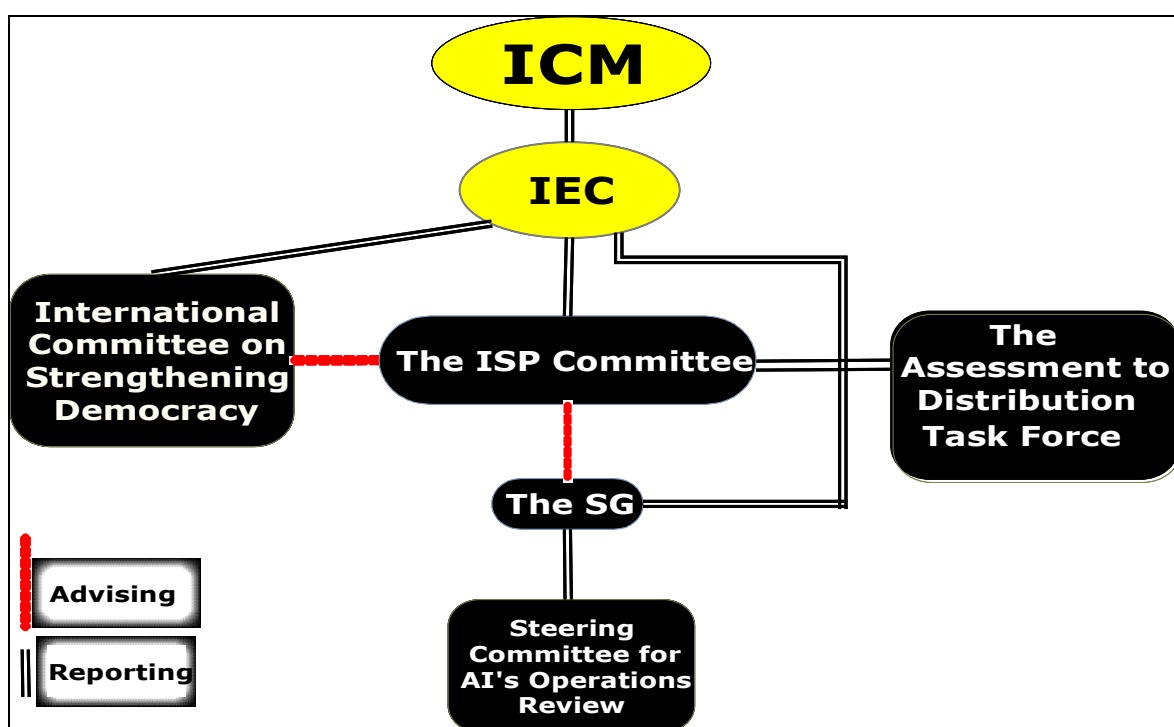 ICM
IEC
International
Committee on
Strengthening
Democracy
The ISP Committee
The
Assessment to
Distribution
Task Force
The SG
Advising
Reporting
Steering
Committee for
AI's Operations
Review